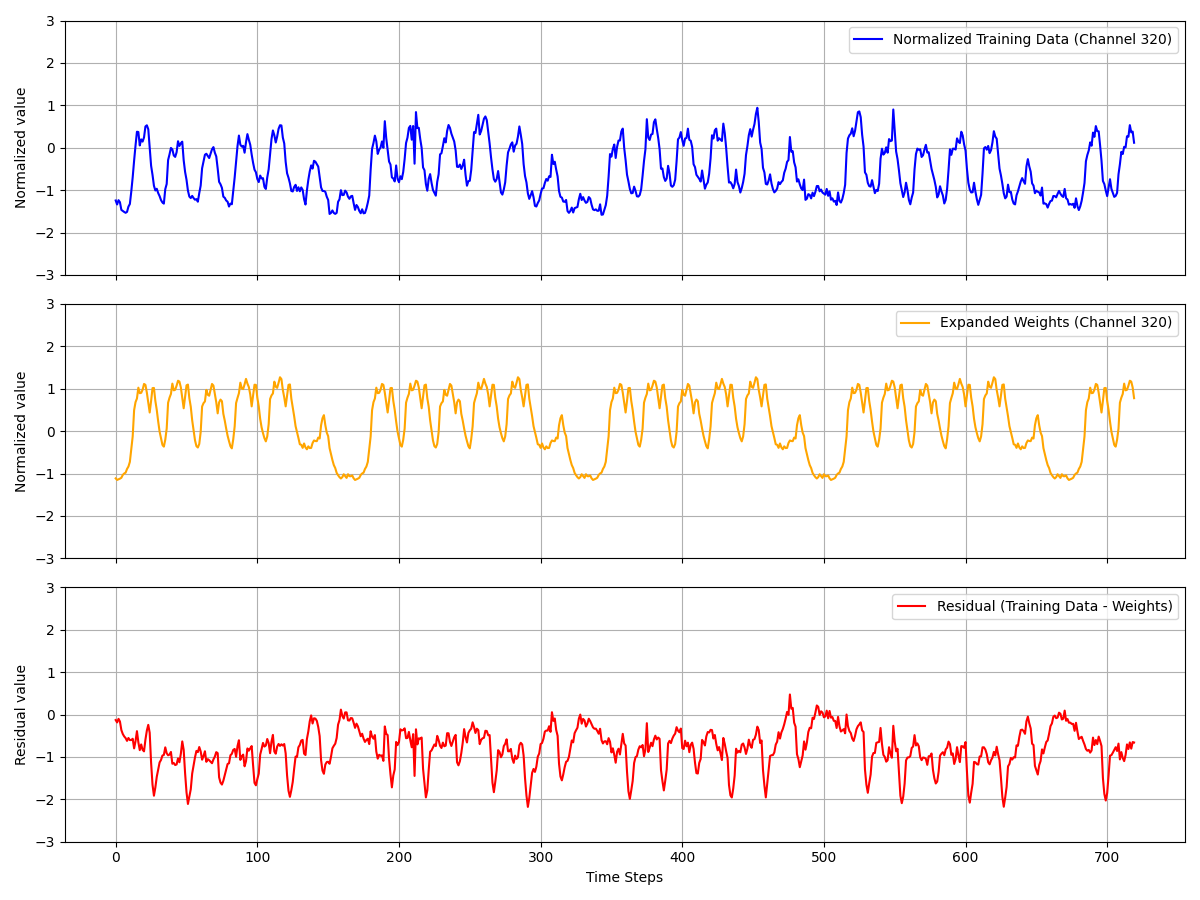 Normalized value
3
2
1
0
−1
−2
−3
Normalized Training Data (Channel 320)
Normalized value
3
2
1
0
−1
−2
−3
Expanded Weights (Channel 320)
Residual value
3
2
1
0
−1
−2
−3
Residual (Training Data - Weights)
0 100 200 300 400 500 600 700
Time Steps